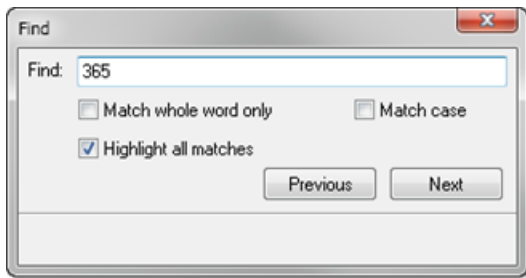 Find
Find: 365
Match whole word only Match case
Highlight all matches
Previous Next